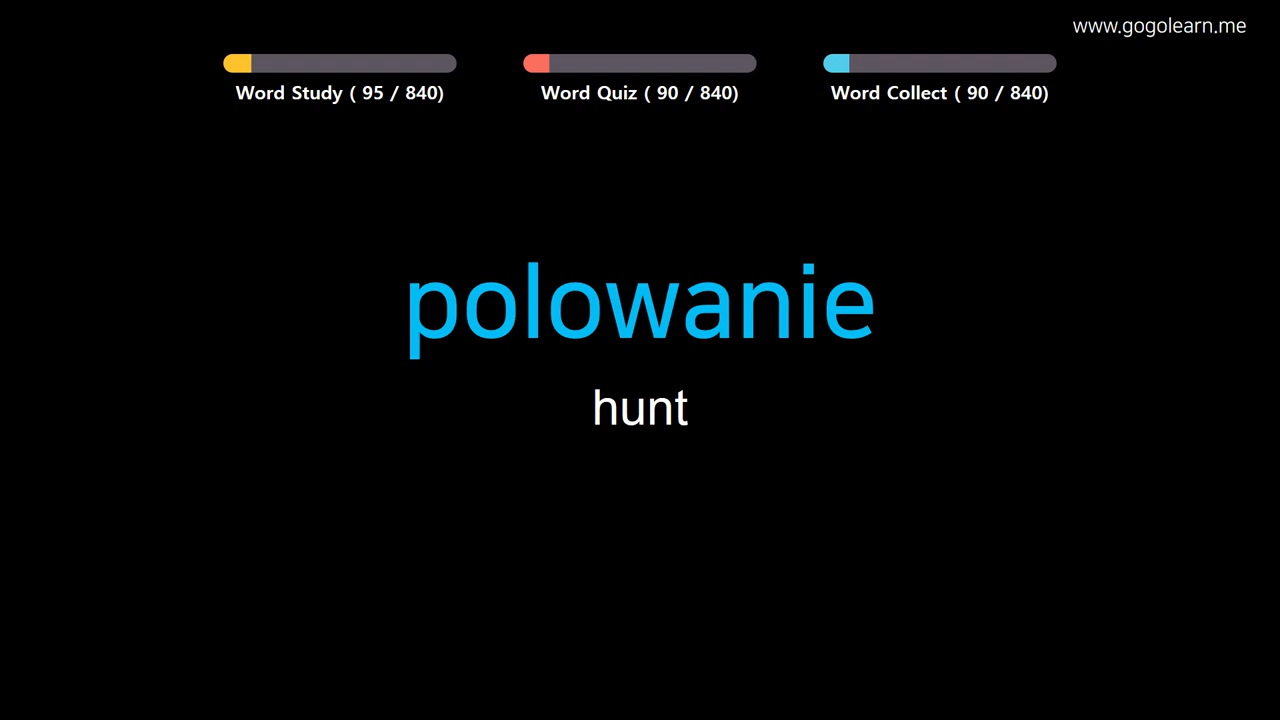 www.gogolearn.me
Word Study ( 95 / 840)
Word Quiz ( 90 / 840)
Word Collect ( 90 / 840)
polowanie
hunt